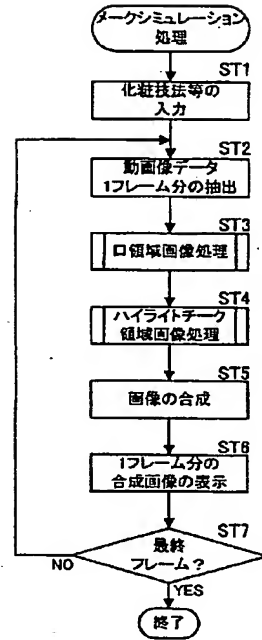 メークシミュレーション
処理
ST1
化粧技法等の
入力
ST2
動画像データ
1フレーム分の抽出
ST3
口領域画像処理
ST4
ハイライトチーク
領域画像処理
ST5
画像の合成
ST6
1フレーム分の
合成画像の表示
ST7
最終
フレーム?
NO
YES
終了